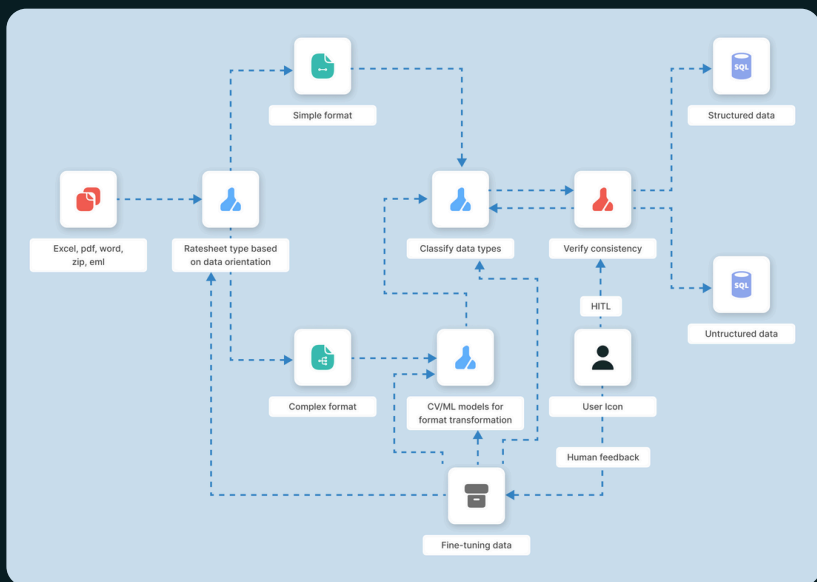 Simple format
SQL
Structured data
Excel, pdf, word,
zip, eml
Ratesheet type based
on data orientation
Classify data types
Verify consistency
HITL
SQL
Untructured data
Complex format
CV/ML models for
format transformation
User Icon
Human feedback
Fine-tuning data